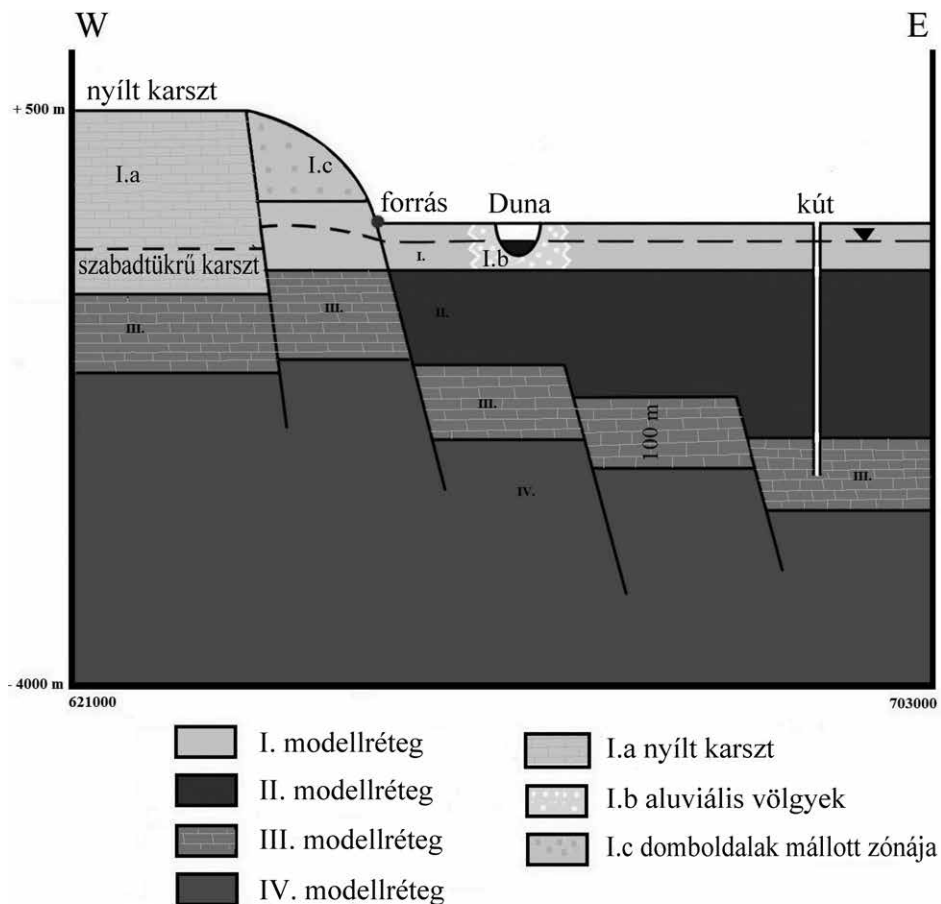 W
E
+ 500 m
nyílt karszt
I.a
I.c
forrás
Duna
kút
szabadtükrű karszt
I.
I.b
III.
III.
II.
III.
100 m
III.
IV.
- 4000 m
621000
703000
I. modellréteg
II. modellréteg
III. modellréteg
IV. modellréteg
I.a nyílt karszt
I.b aluviális völgyek
I.c domboldalak mállott zónája